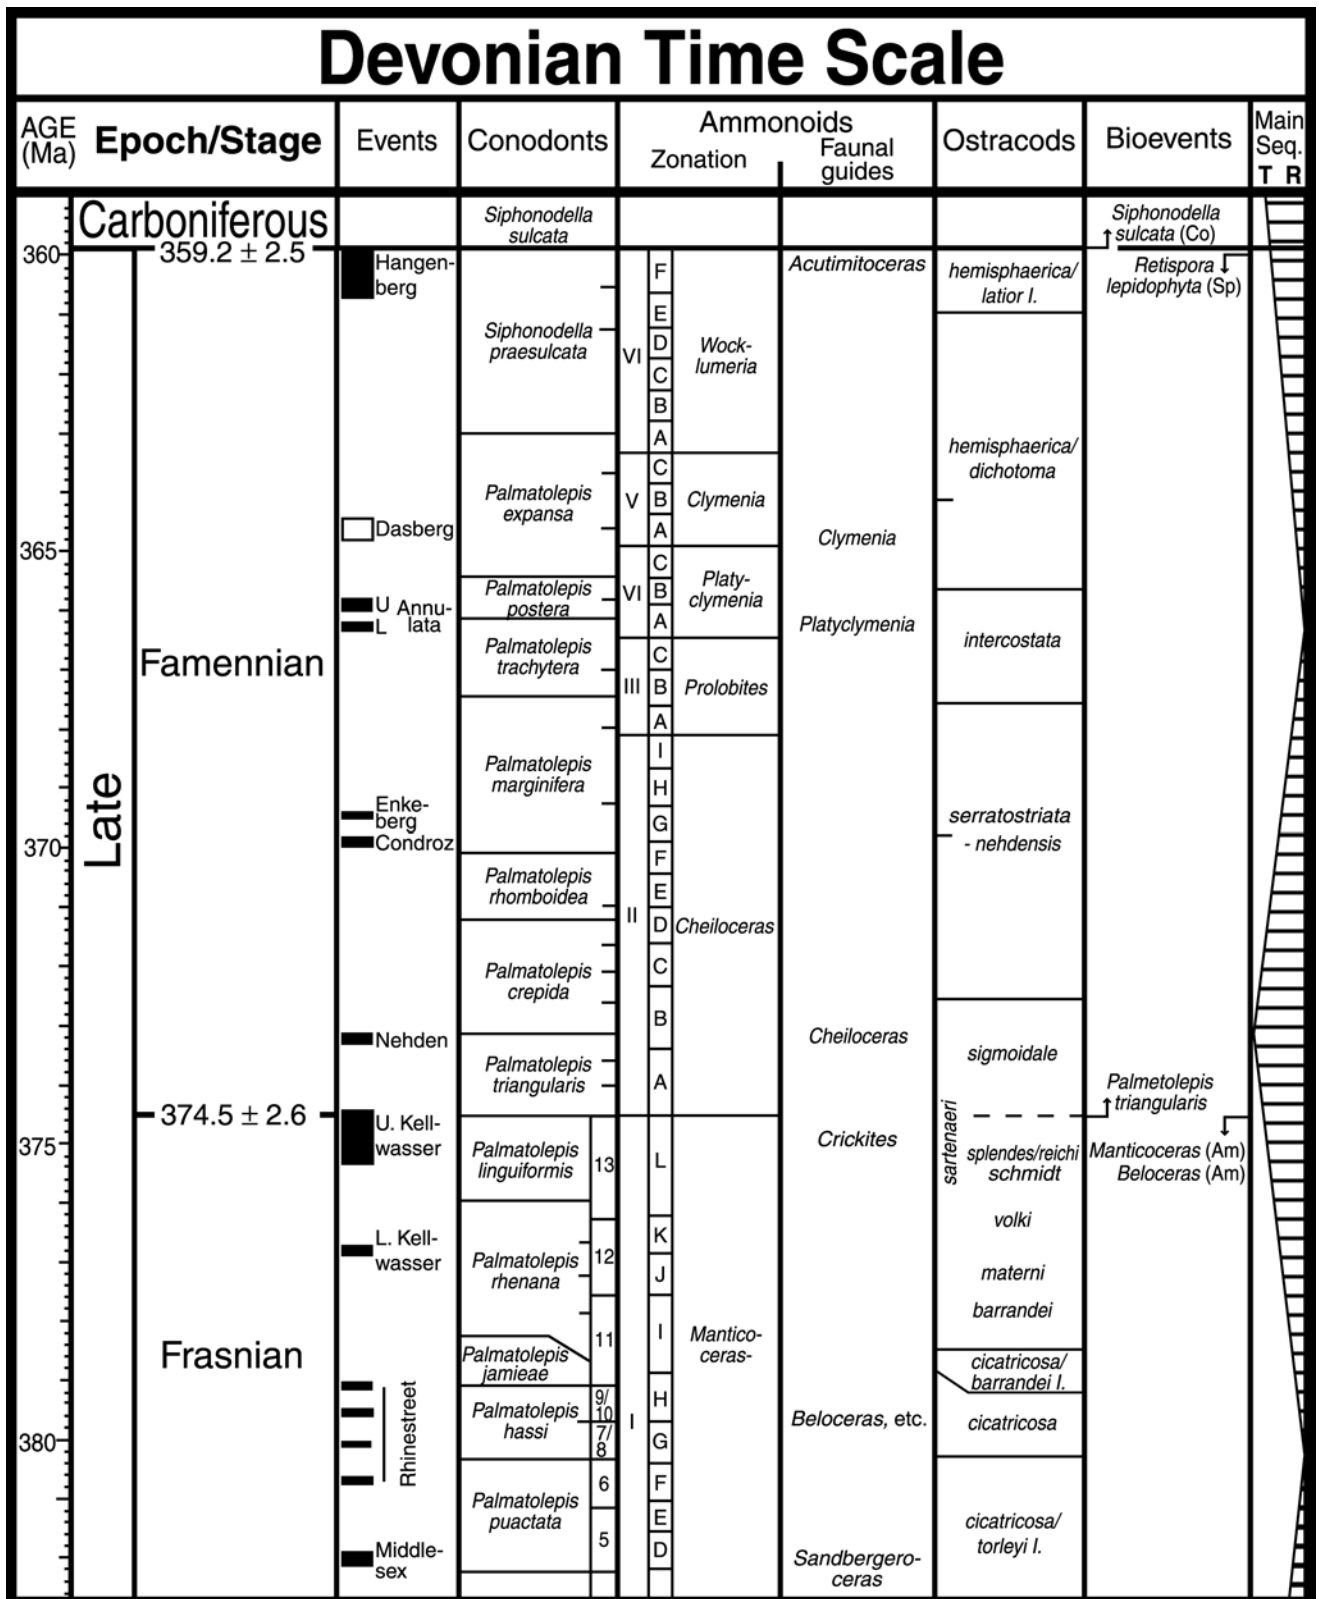 Devonian Time Scale
AGE
(Ma)
Epoch/Stage
Events
Conodonts
Ammonoids
Zonation
Faunal
guides
Ostracods
Bioevents
Main
Seq.
T R
360
365
370
375
380
Carboniferous
359.2 ± 2.5
Late
Famennian
374.5 ± 2.6
Frasnian
Hangen-
berg
Dasberg
U Annu-
L lata
Enke-
berg
Condroz
Nehden
U. Kell-
wasser
L. Kell-
wasser
Rhinestreet
Middle-
sex
Siphonodella
sulcata
Siphonodella
praesulcata
Palmatolepis
expansa
Palmatolepis
postera
Palmatolepis
trachytera
Palmatolepis
marginifera
Palmatolepis
rhomboidea
Palmatolepis
crepida
Palmatolepis
triangularis
Palmatolepis
linguiformis
Palmatolepis
rhenana
Palmatolepis
jamieae
Palmatolepis
hassi
Palmatolepis
puactata
13
12
11
9/
10
7/
8
6
5
VI
V
VI
III
II
I
F
E
D
C
B
A
C
B
A
C
B
A
C
B
A
I
H
G
F
E
D
C
B
A
L
K
J
I
H
G
F
E
D
Wock-
lumeria
Clymenia
Platy-
clymenia
Prolobites
Cheiloceras
Mantico-
ceras-
Acutimitoceras
Clymenia
Platyclymenia
Cheiloceras
Crickites
Beloceras, etc.
Sandbergero-
ceras
hemisphaerica/
latior I.
hemisphaerica/
dichotoma
intercostata
serratostriata
- nehdensis
sigmoidale
sartenaeri
splendes/reichi
schmidt
volki
materni
barrandei
cicatricosa/
barrandei I.
cicatricosa
cicatricosa/
torleyi I.
Siphonodella
sulcata (Co)
Retispora
lepidophyta (Sp)
Palmetolepis
triangularis
Manticoceras (Am)
Beloceras (Am)